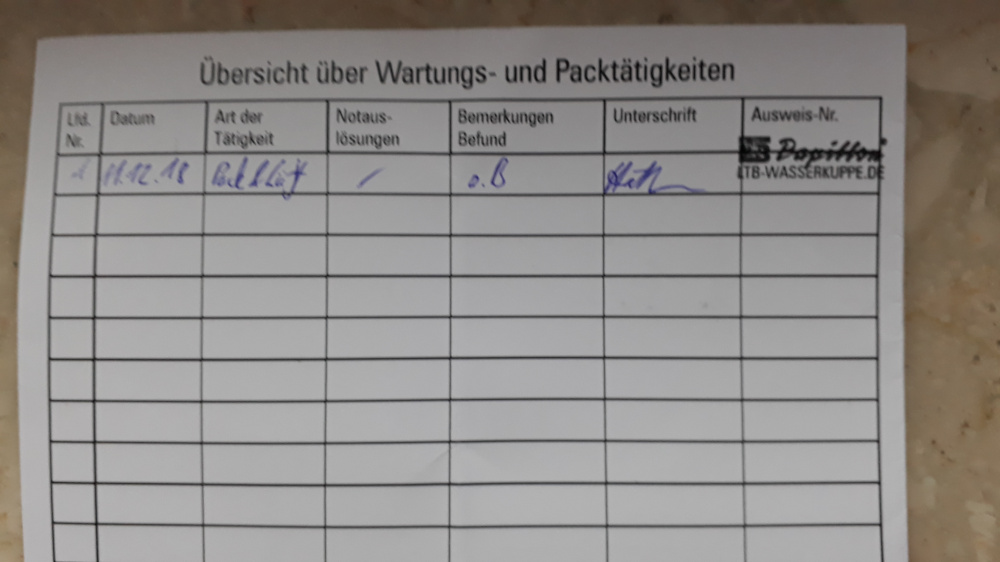 Übersicht über Wartungs- und Packtätigkeiten
Lfd. Nr. Datum Art der Tätigkeit Notaus-lösungen Bemerkungen Befund Unterschrift Ausweis-Nr.
Papillon
1 11.12.18 / o.B LTB-WASSERKUPPE.DE